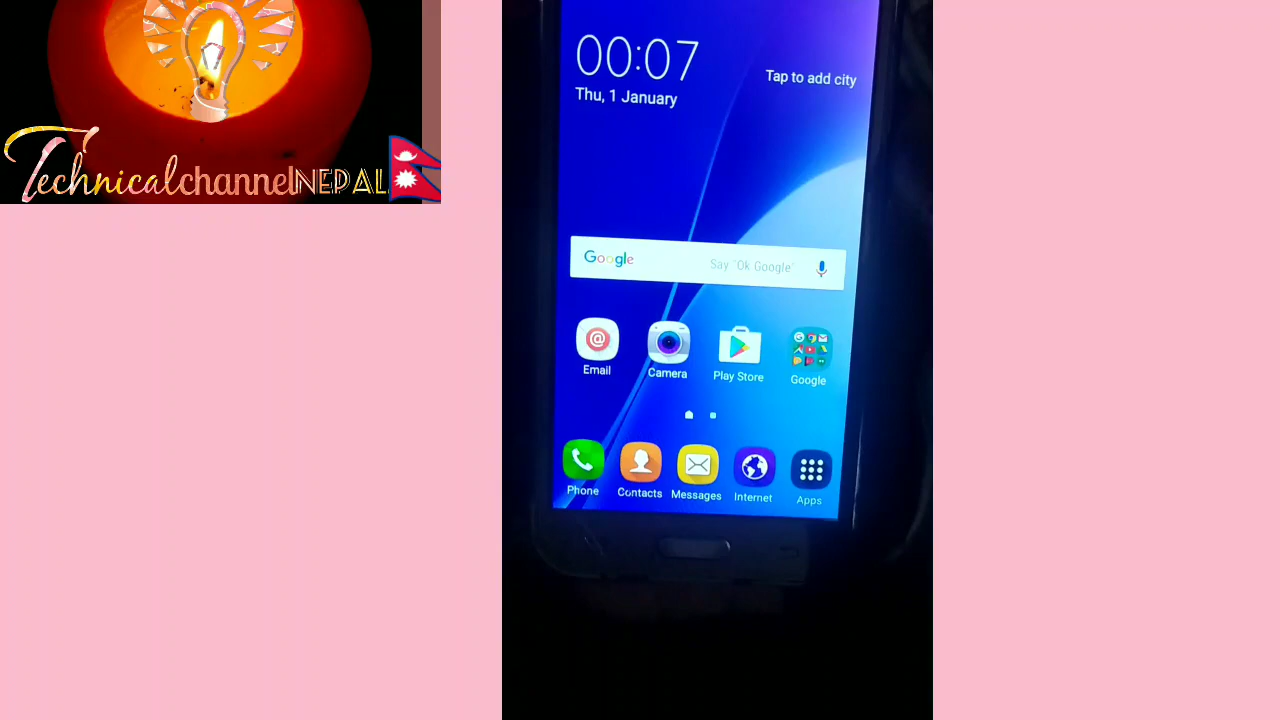 TechnicalchannelNEPAL
00:07
Thu, 1 January
Tap to add city
Google
Say "Ok Google"
Email
Camera
Play Store
Google
Phone
Contacts
Messages
Internet
Apps